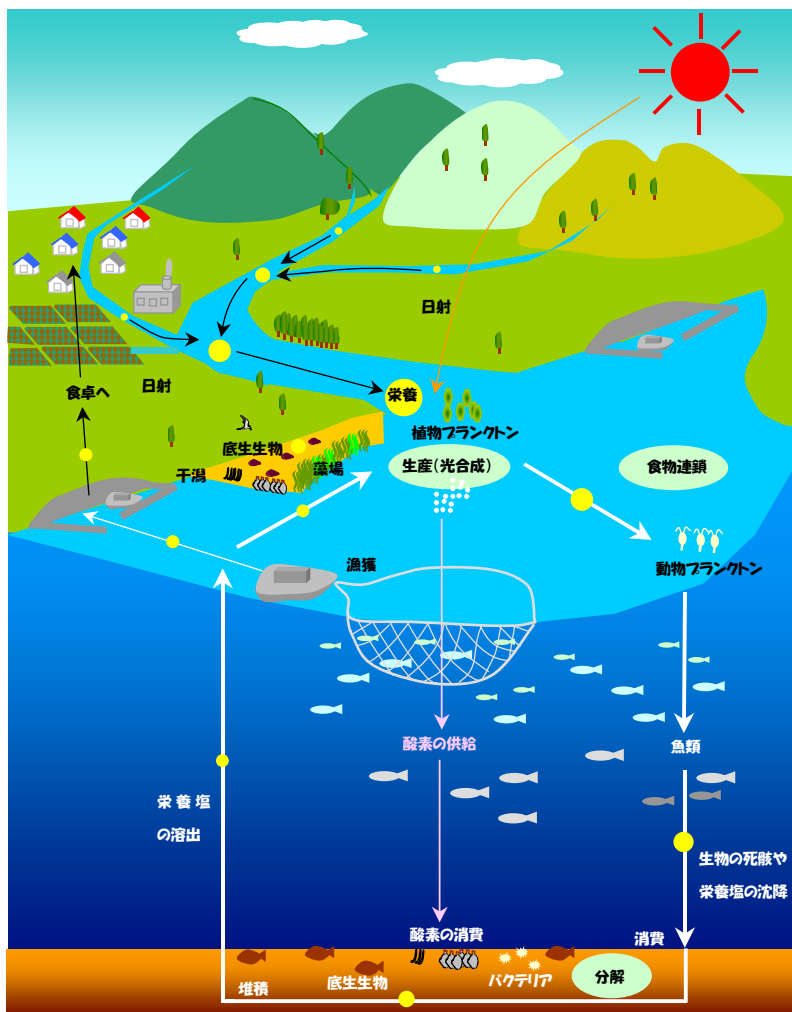 日射
食卓へ
日射
栄養
植物プランクトン
底生生物
干潟
藻場
生産(光合成)
食物連鎖
漁獲
動物プランクトン
酸素の供給
魚類
栄養塩
の溶出
生物の死骸や
栄養塩の沈降
酸素の消費
消費
堆積
底生生物
バクテリア
分解